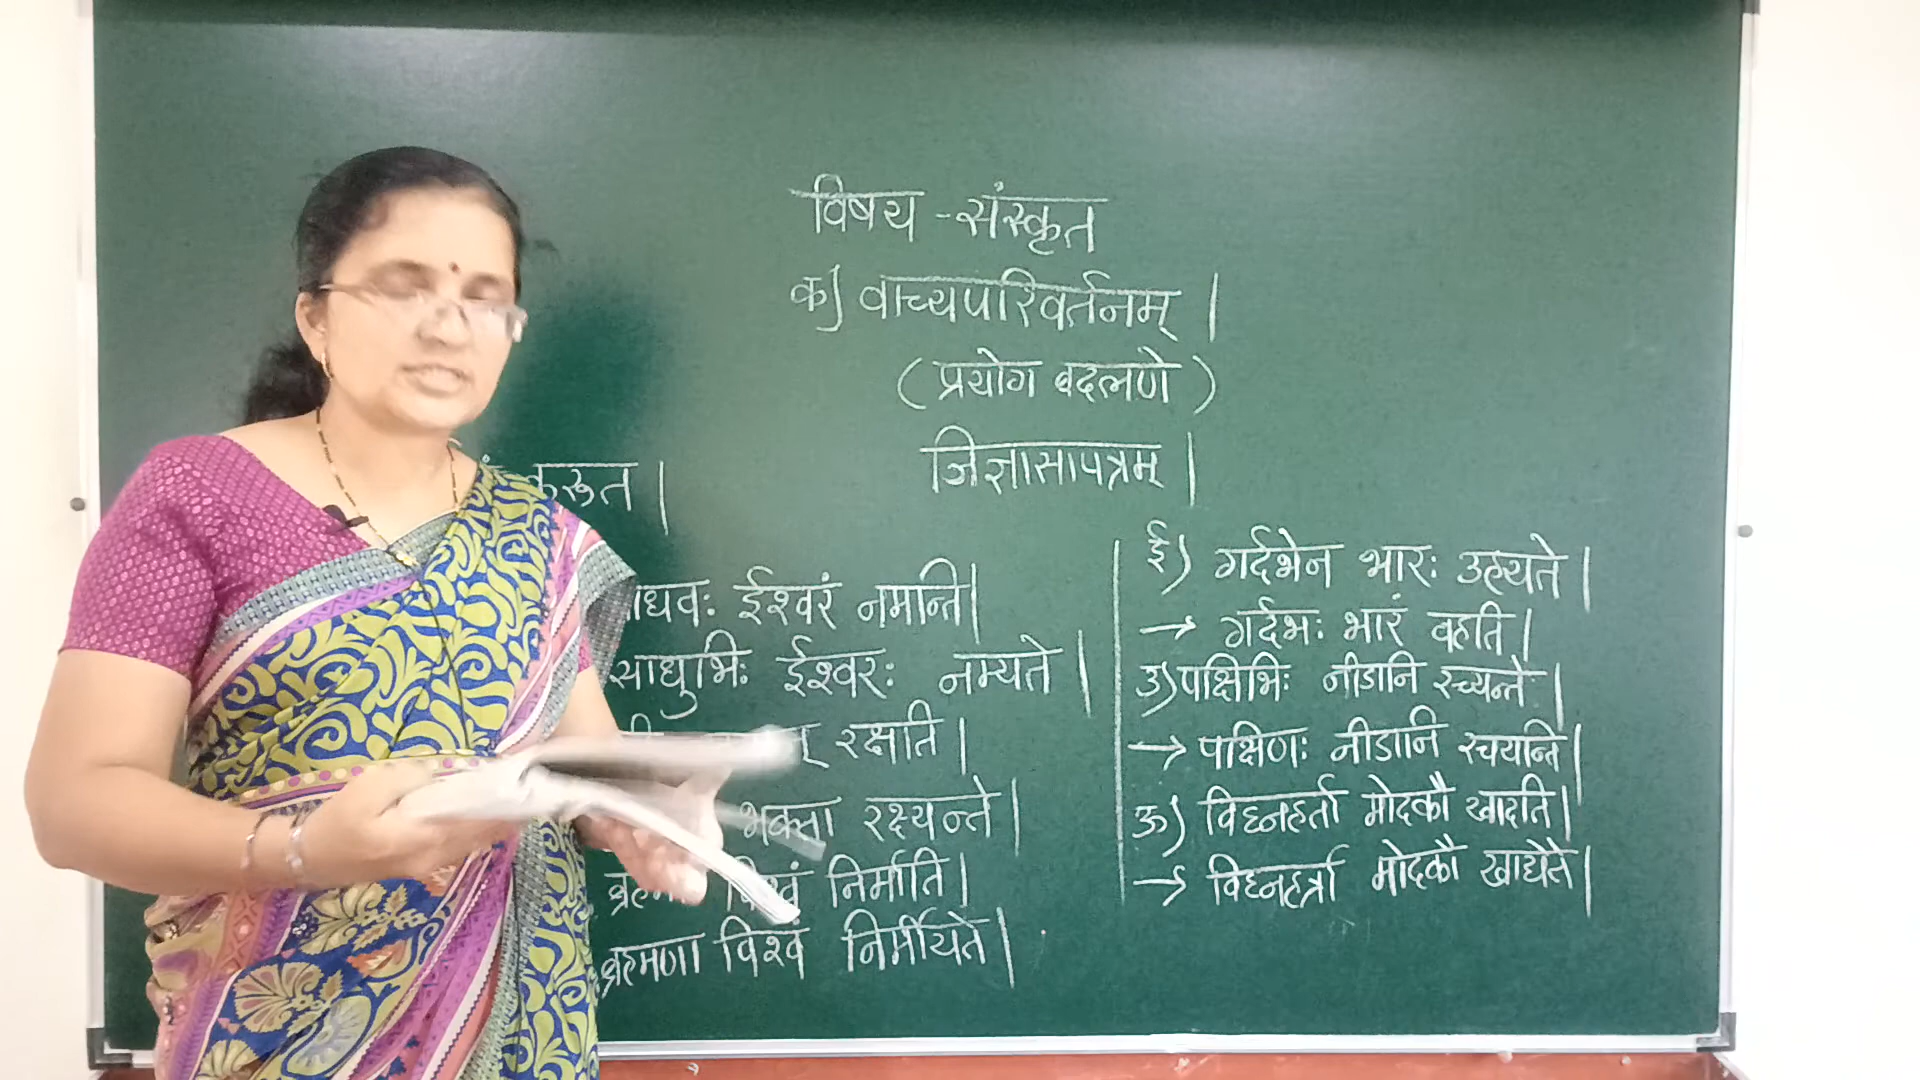 विषय - संस्कृत
क) वाच्यपरिवर्तनम् |
(प्रयोग बदलणे)
जिज्ञासापत्रम् |
कुरुत |
ईश्वरं नमन्ति |
साधुभिः ईश्वरः नम्यते |
रक्षति |
भक्ता रक्ष्यन्ते |
निर्माति |
ब्रह्मणा विश्वं निर्मीयते |
ई) गर्दभेन भारः उह्यते |
→ गर्दभः भारं वहति |
उ) पक्षिभिः नीडानि रच्यन्ते |
→ पक्षिणः नीडानि रचयन्ति |
ऊ) विघ्नहर्ता मोदकौ खादति |
→ विघ्नहर्त्रा मोदकौ खाद्येते |